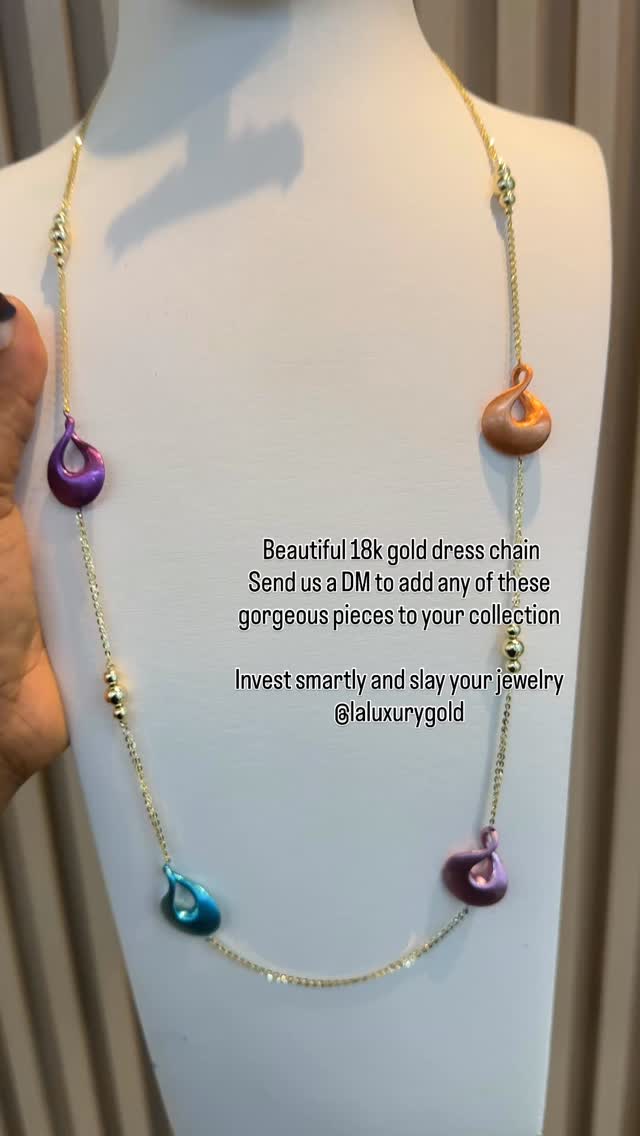 Beautiful 18k gold dress chain
Send us a DM to add any of these
gorgeous pieces to your collection
Invest smartly and slay your jewelry
@laluxurygold